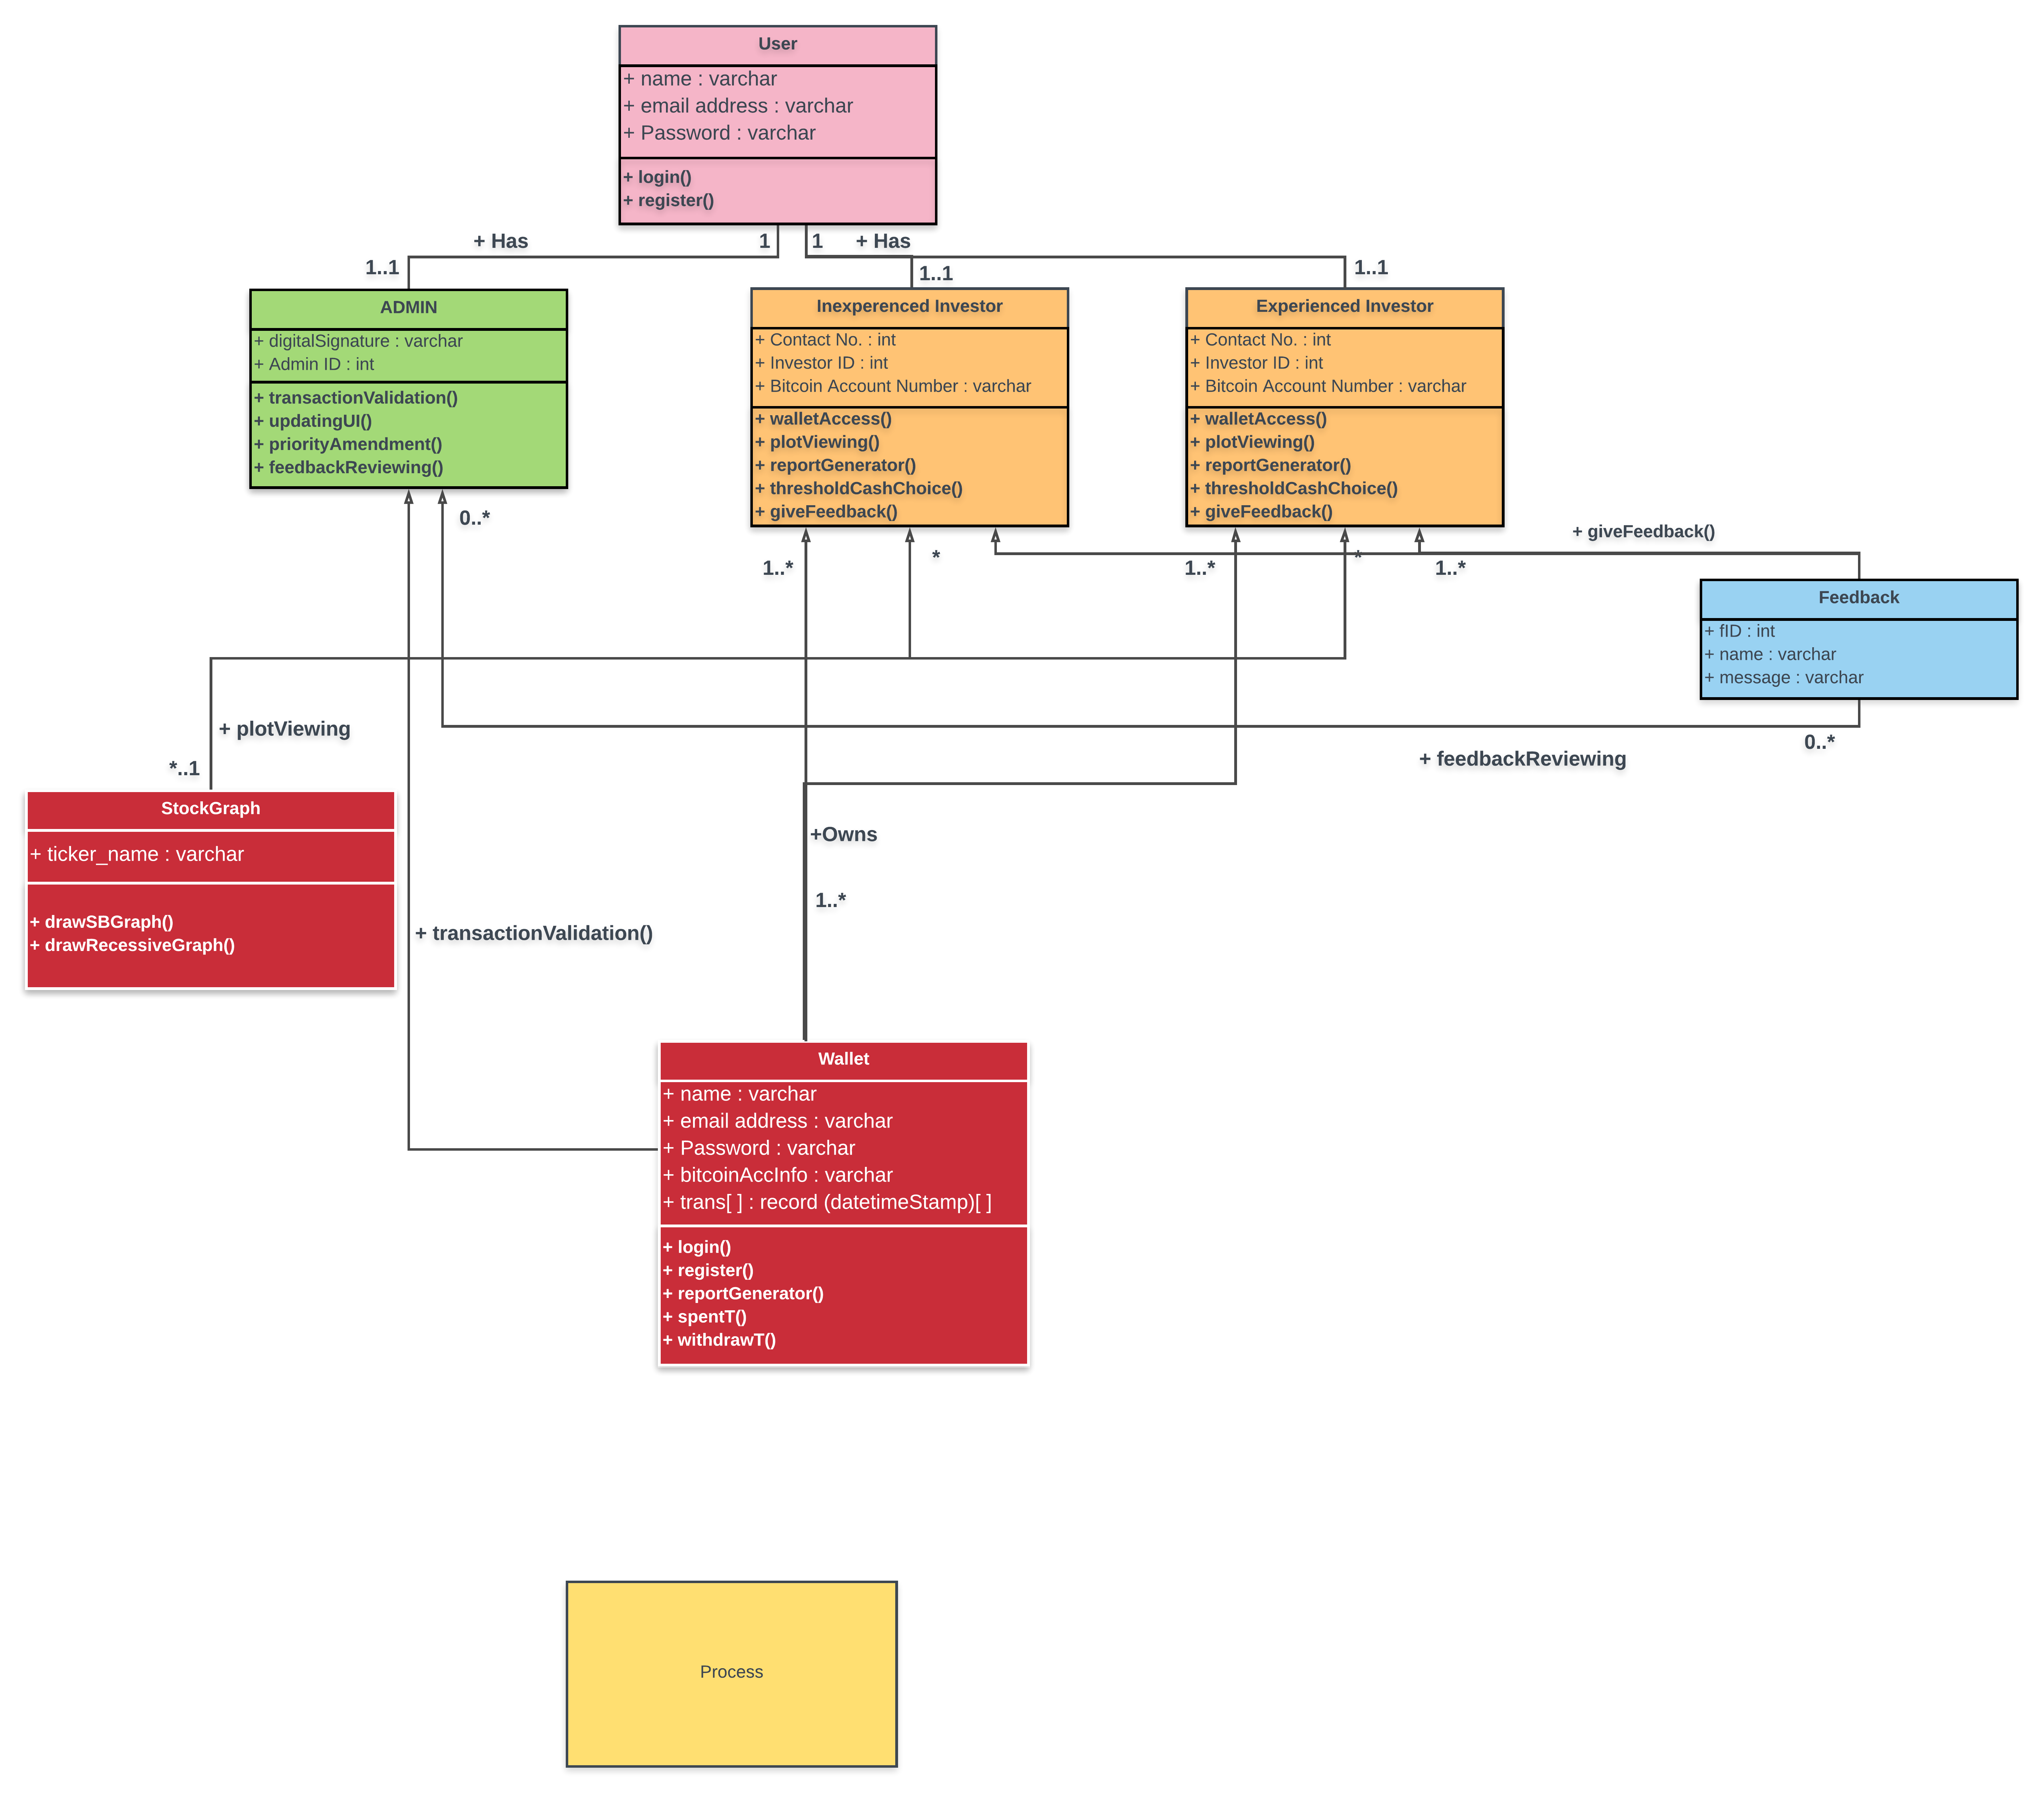 User
+ name : varchar
+ email address : varchar
+ Password : varchar
+ login()
+ register()
+ Has
1
1
+ Has
1..1
1..1
1..1
ADMIN
+ digitalSignature : varchar
+ Admin ID : int
+ transactionValidation()
+ updatingUI()
+ priorityAmendment()
+ feedbackReviewing()
Inexperenced Investor
+ Contact No. : int
+ Investor ID : int
+ Bitcoin Account Number : varchar
+ walletAccess()
+ plotViewing()
+ reportGenerator()
+ thresholdCashChoice()
+ giveFeedback()
Experienced Investor
+ Contact No. : int
+ Investor ID : int
+ Bitcoin Account Number : varchar
+ walletAccess()
+ plotViewing()
+ reportGenerator()
+ thresholdCashChoice()
+ giveFeedback()
0..*
+ giveFeedback()
1..*
*
1..*
*
1..*
Feedback
+ fID : int
+ name : varchar
+ message : varchar
+ plotViewing
*..1
0..*
+ feedbackReviewing
StockGraph
+ ticker_name : varchar
+ drawSBGraph()
+ drawRecessiveGraph()
+Owns
1..*
+ transactionValidation()
Wallet
+ name : varchar
+ email address : varchar
+ Password : varchar
+ bitcoinAccInfo : varchar
+ trans[ ] : record (datetimeStamp)[ ]
+ login()
+ register()
+ reportGenerator()
+ spentT()
+ withdrawT()
Process